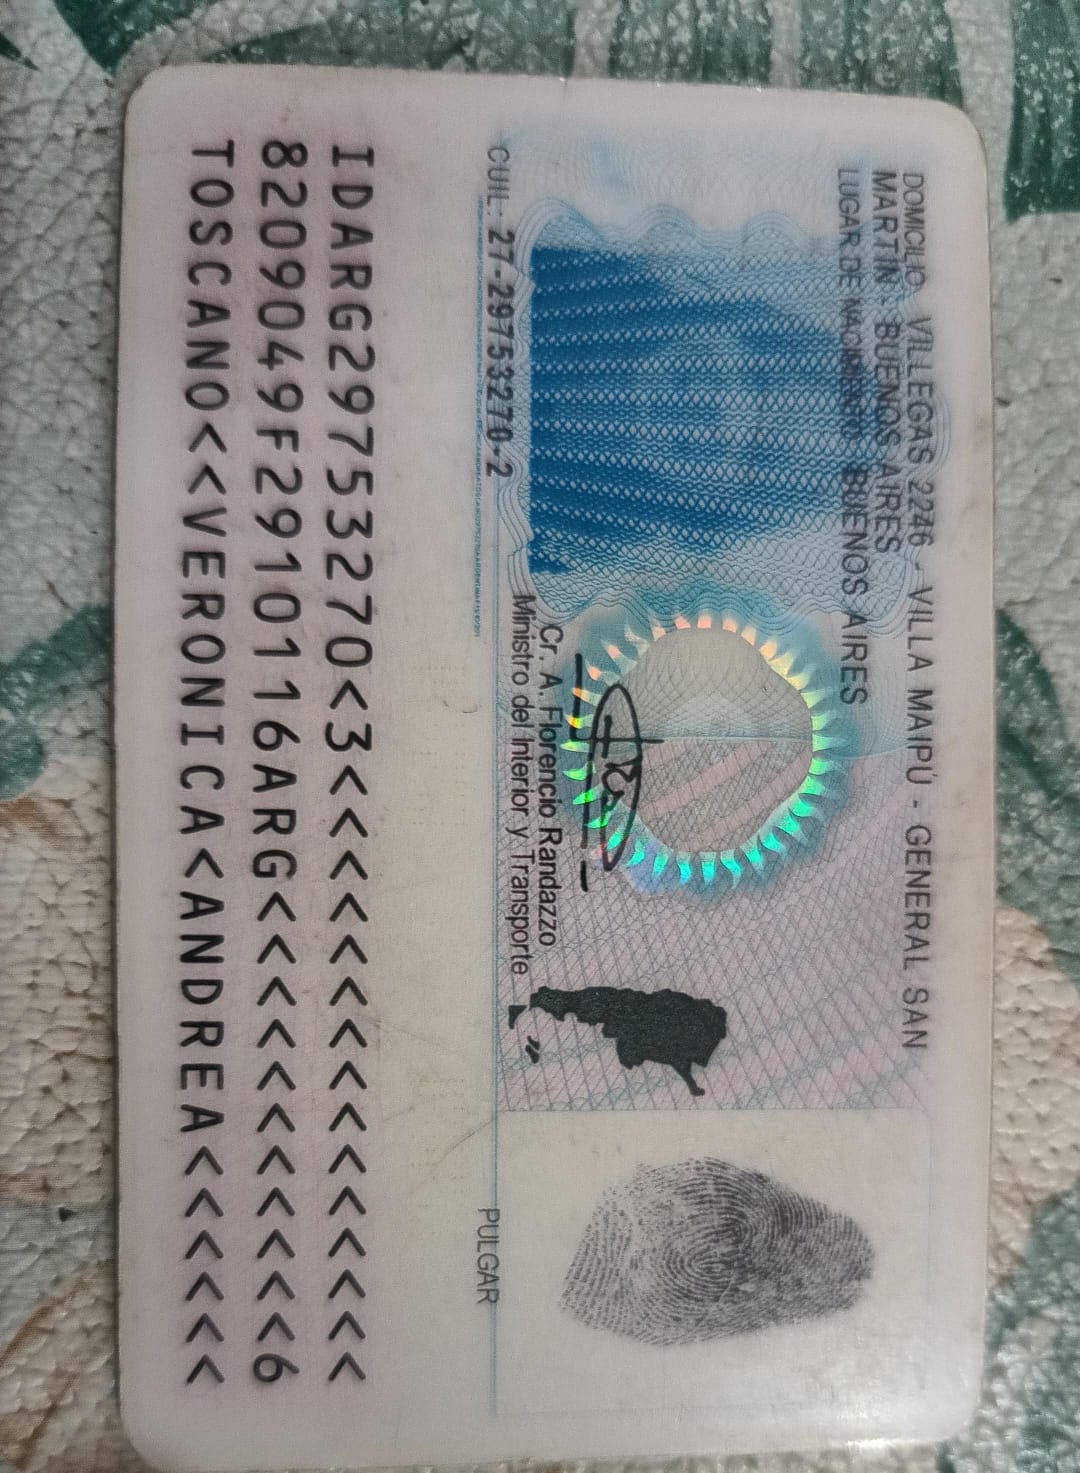 DOMICILIO VILLEGAS 2246 - VILLA MAIPÚ - GENERAL SAN
MARTÍN - BUENOS AIRES
LUGAR DE NACIMIENTO BUENOS AIRES
Cr. A. Florencio Randazzo
Ministro del Interior y Transporte
CUIL: 27-29753270-2
PULGAR
IDARG29753270<3<<<<<<<<<<<<<<<
8209049F2910116ARG<<<<<<<<<<<6
TOSCANO<<VERONICA<ANDREA<<<<<<